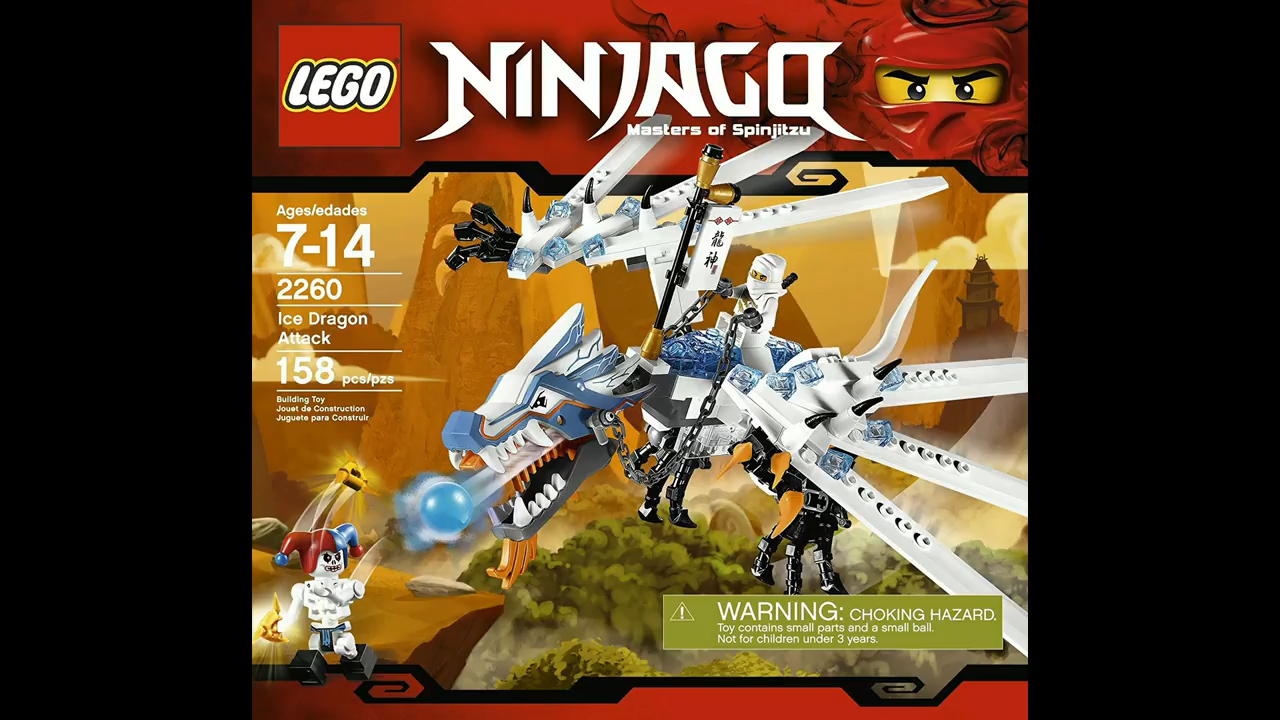 LEGO
NINJAGO
Masters of Spinjitzu
Ages/edades
7-14
2260
Ice Dragon
Attack
158 pcs/pzs
Building Toy
Jouet de Construction
Juguete para Construir
龍
神
WARNING: CHOKING HAZARD.
Toy contains small parts and a small ball.
Not for children under 3 years.